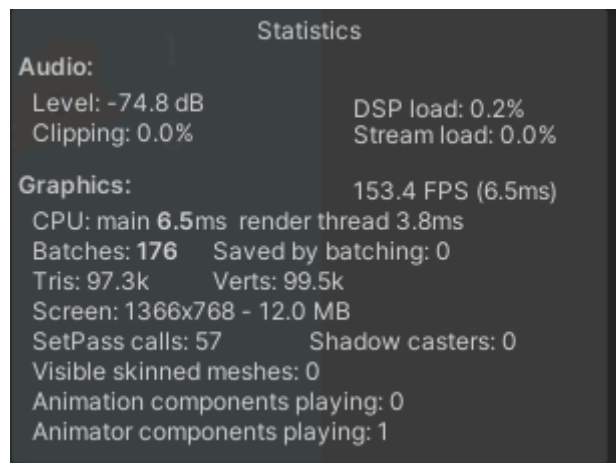 Statistics
Audio:
Level: -74.8 dB DSP load: 0.2%
Clipping: 0.0% Stream load: 0.0%
Graphics: 153.4 FPS (6.5ms)
CPU: main 6.5ms render thread 3.8ms
Batches: 176 Saved by batching: 0
Tris: 97.3k Verts: 99.5k
Screen: 1366x768 - 12.0 MB
SetPass calls: 57 Shadow casters: 0
Visible skinned meshes: 0
Animation components playing: 0
Animator components playing: 1